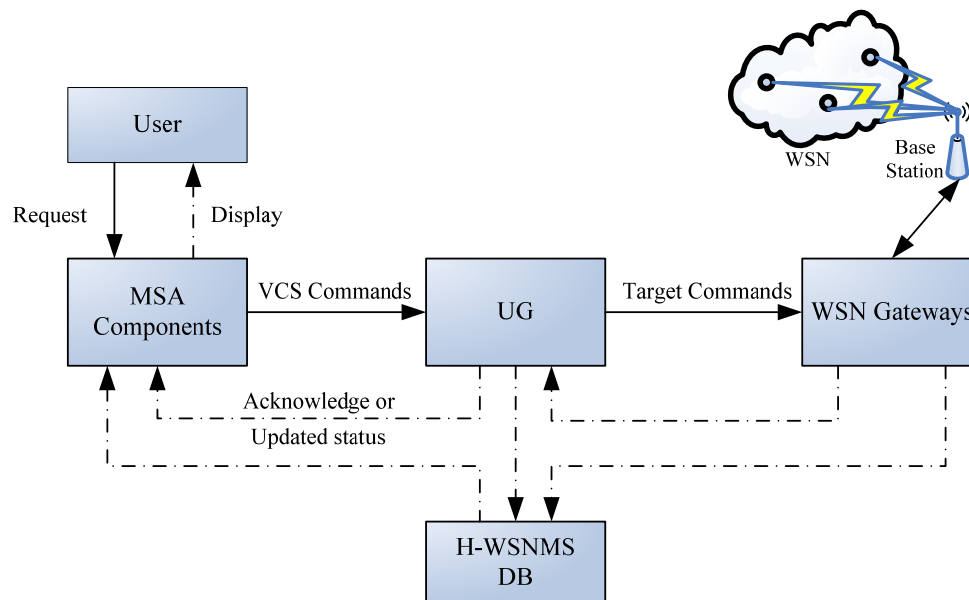 User
WSN
Base
Station
Request
Display
MSA
Components
VCS Commands
UG
Target Commands
WSN Gateways
Acknowledge or
Updated status
H-WSNMS
DB